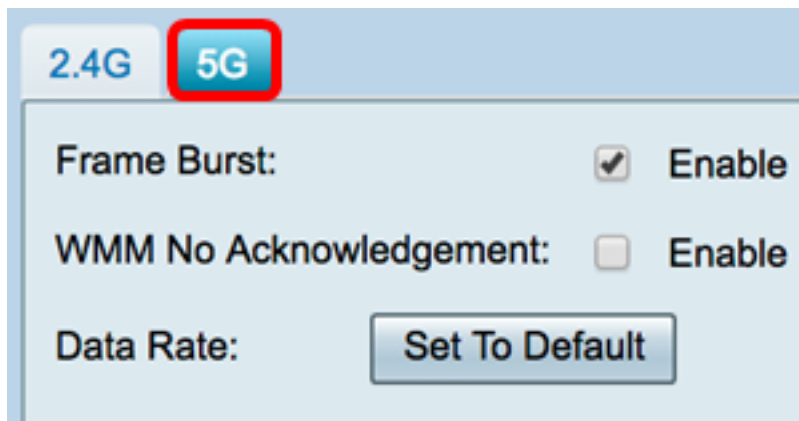 2.4G 5G
Frame Burst: Enable
WMM No Acknowledgement: Enable
Data Rate: Set To Default